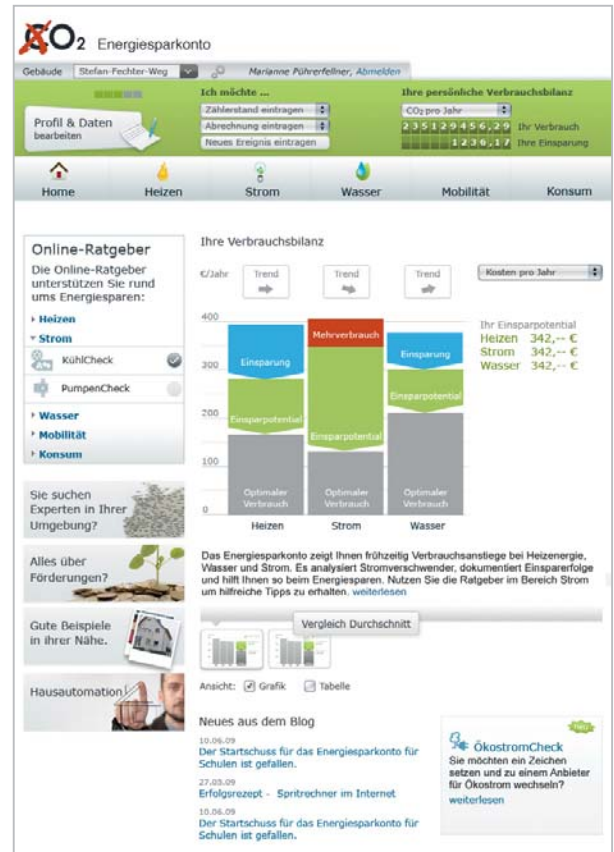 CO2 Energiesparkonto
Gebäude Stefan-Fechter-Weg Marianne Pührerfellner, Abmelden
Profil & Daten
bearbeiten
Ich möchte ...
Zählerstand eintragen
Abrechnung eintragen
Neues Ereignis eintragen
Ihre persönliche Verbrauchsbilanz
CO2 pro Jahr
235129456,29 Ihr Verbrauch
1230,17 Ihre Einsparung
Home Heizen Strom Wasser Mobilität Konsum
Online-Ratgeber
Die Online-Ratgeber
unterstützen Sie rund
ums Energiesparen:
Heizen
Strom
KühlCheck
PumpenCheck
Wasser
Mobilität
Konsum
Sie suchen
Experten in Ihrer
Umgebung?
Alles über
Förderungen?
Gute Beispiele
in ihrer Nähe.
Hausautomation
Ihre Verbrauchsbilanz
€/Jahr Trend Trend Trend Kosten pro Jahr
400
300
200
100
0
Einsparung
Einsparpotential
Optimaler
Verbrauch
Mehrverbrauch
Einsparpotential
Optimaler
Verbrauch
Einsparung
Einsparpotential
Optimaler
Verbrauch
Heizen Strom Wasser
Ihr Einsparpotential
Heizen 342,-- €
Strom 342,-- €
Wasser 342,-- €
Das Energiesparkonto zeigt Ihnen frühzeitig Verbrauchsanstiege bei Heizenergie,
Wasser und Strom. Es analysiert Stromverschwender, dokumentiert Einsparerfolge
und hilft Ihnen so beim Energiesparen. Nutzen Sie die Ratgeber im Bereich Strom
um hilfreiche Tipps zu erhalten. weiterlesen
Vergleich Durchschnitt
Ansicht: Grafik Tabelle
Neues aus dem Blog
10.06.09
Der Startschuss für das Energiesparkonto für
Schulen ist gefallen.
27.03.09
Erfolgsrezept - Spritrechner im Internet
10.06.09
Der Startschuss für das Energiesparkonto für
Schulen ist gefallen.
neu
ÖkostromCheck
Sie möchten ein Zeichen
setzen und zu einem Anbieter
für Ökostrom wechseln?
weiterlesen